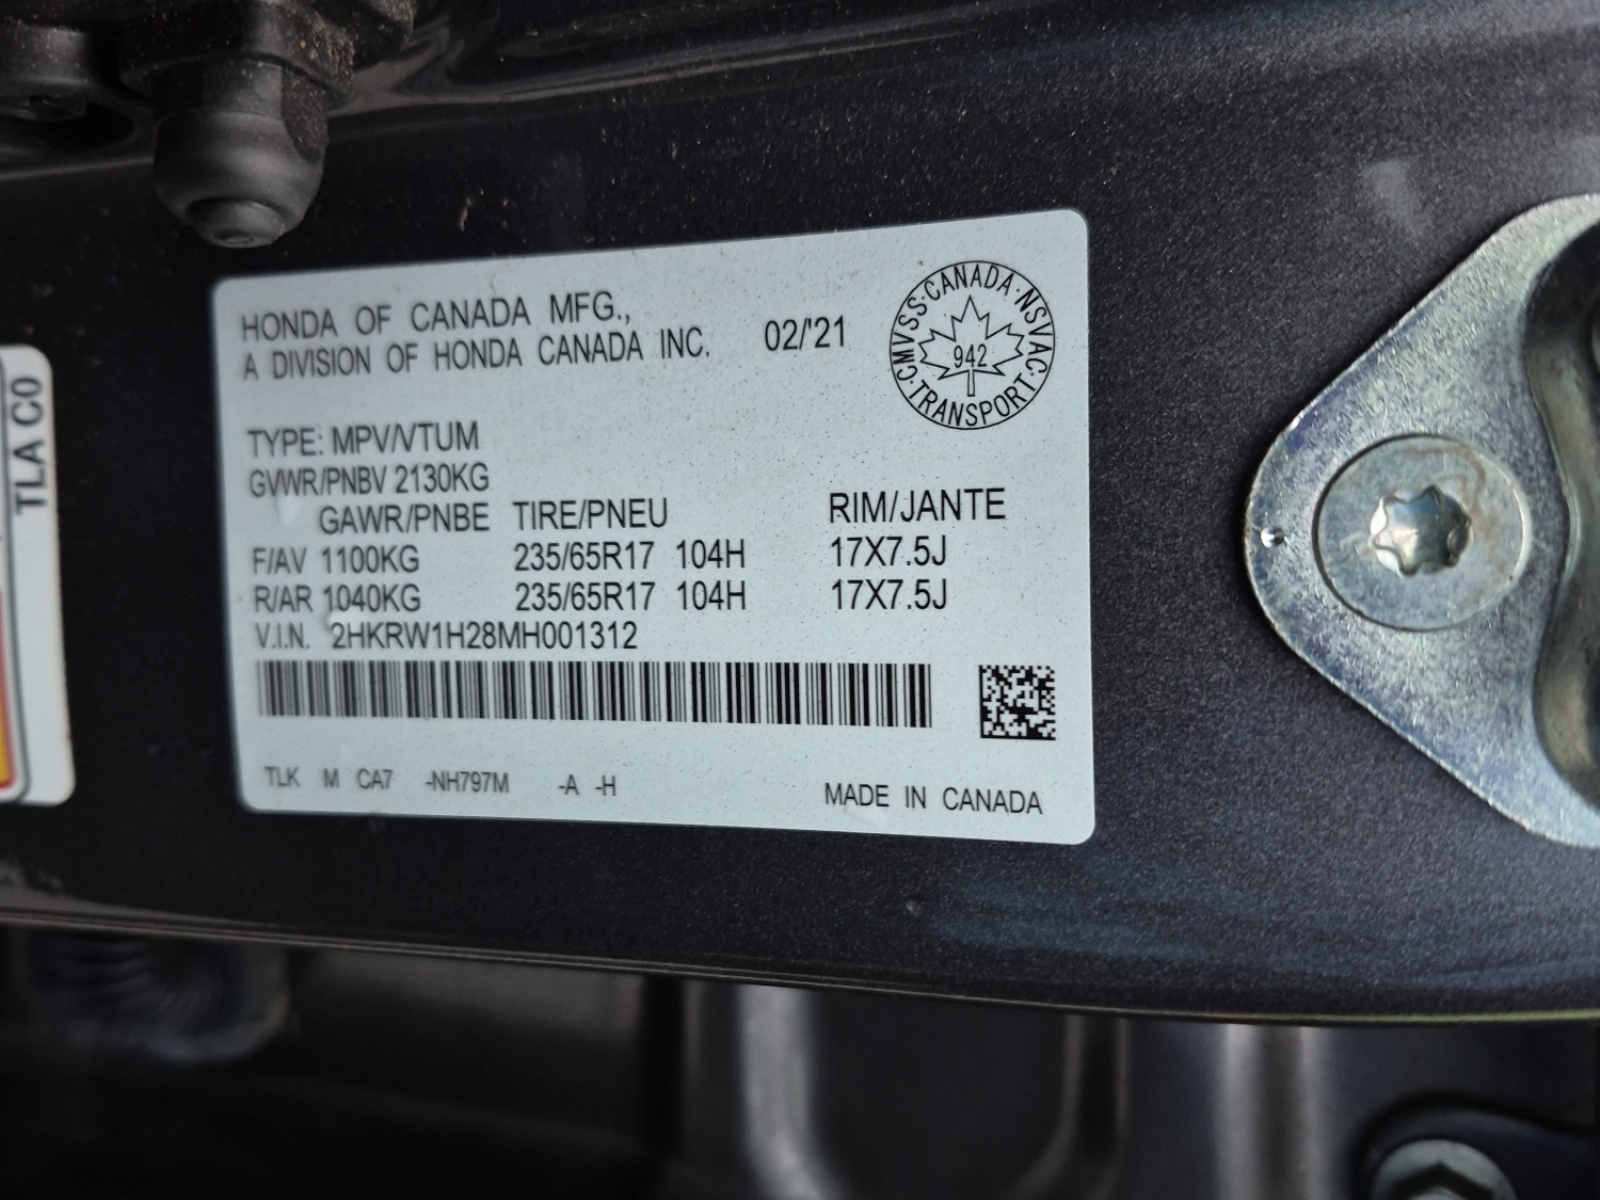 HONDA OF CANADA MFG.,
A DIVISION OF HONDA CANADA INC. 02/'21
CMVSS·CANADA·NSVAC·TRANSPORT·
942
TYPE: MPV/VTUM
GVWR/PNBV 2130KG
GAWR/PNBE TIRE/PNEU RIM/JANTE
F/AV 1100KG 235/65R17 104H 17X7.5J
R/AR 1040KG 235/65R17 104H 17X7.5J
V.I.N. 2HKRW1H28MH001312
TLK M CA7 -NH797M -A -H
MADE IN CANADA
TLA C0